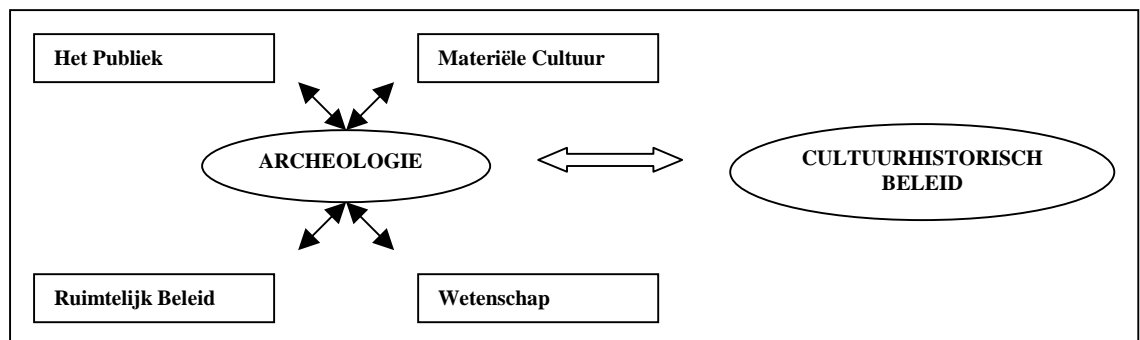 Het Publiek
Materiële Cultuur
ARCHEOLOGIE
CULTUURHISTORISCH
BELEID
Ruimtelijk Beleid
Wetenschap